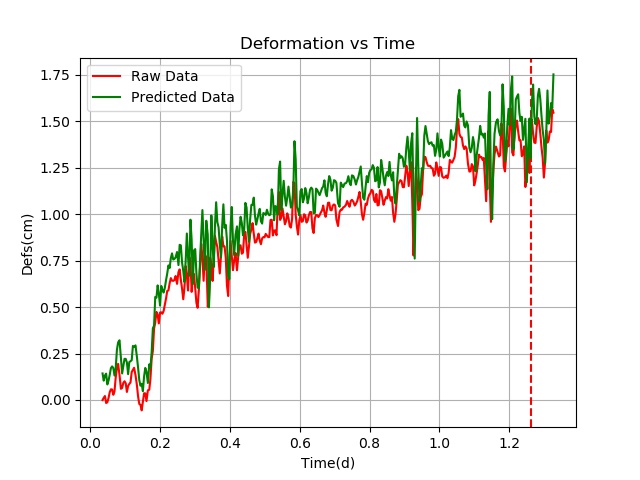 Deformation vs Time
Raw Data
Predicted Data
1.75
1.50
1.25
1.00
0.75
0.50
0.25
0.00
Defs(cm)
0.0 0.2 0.4 0.6 0.8 1.0 1.2
Time(d)